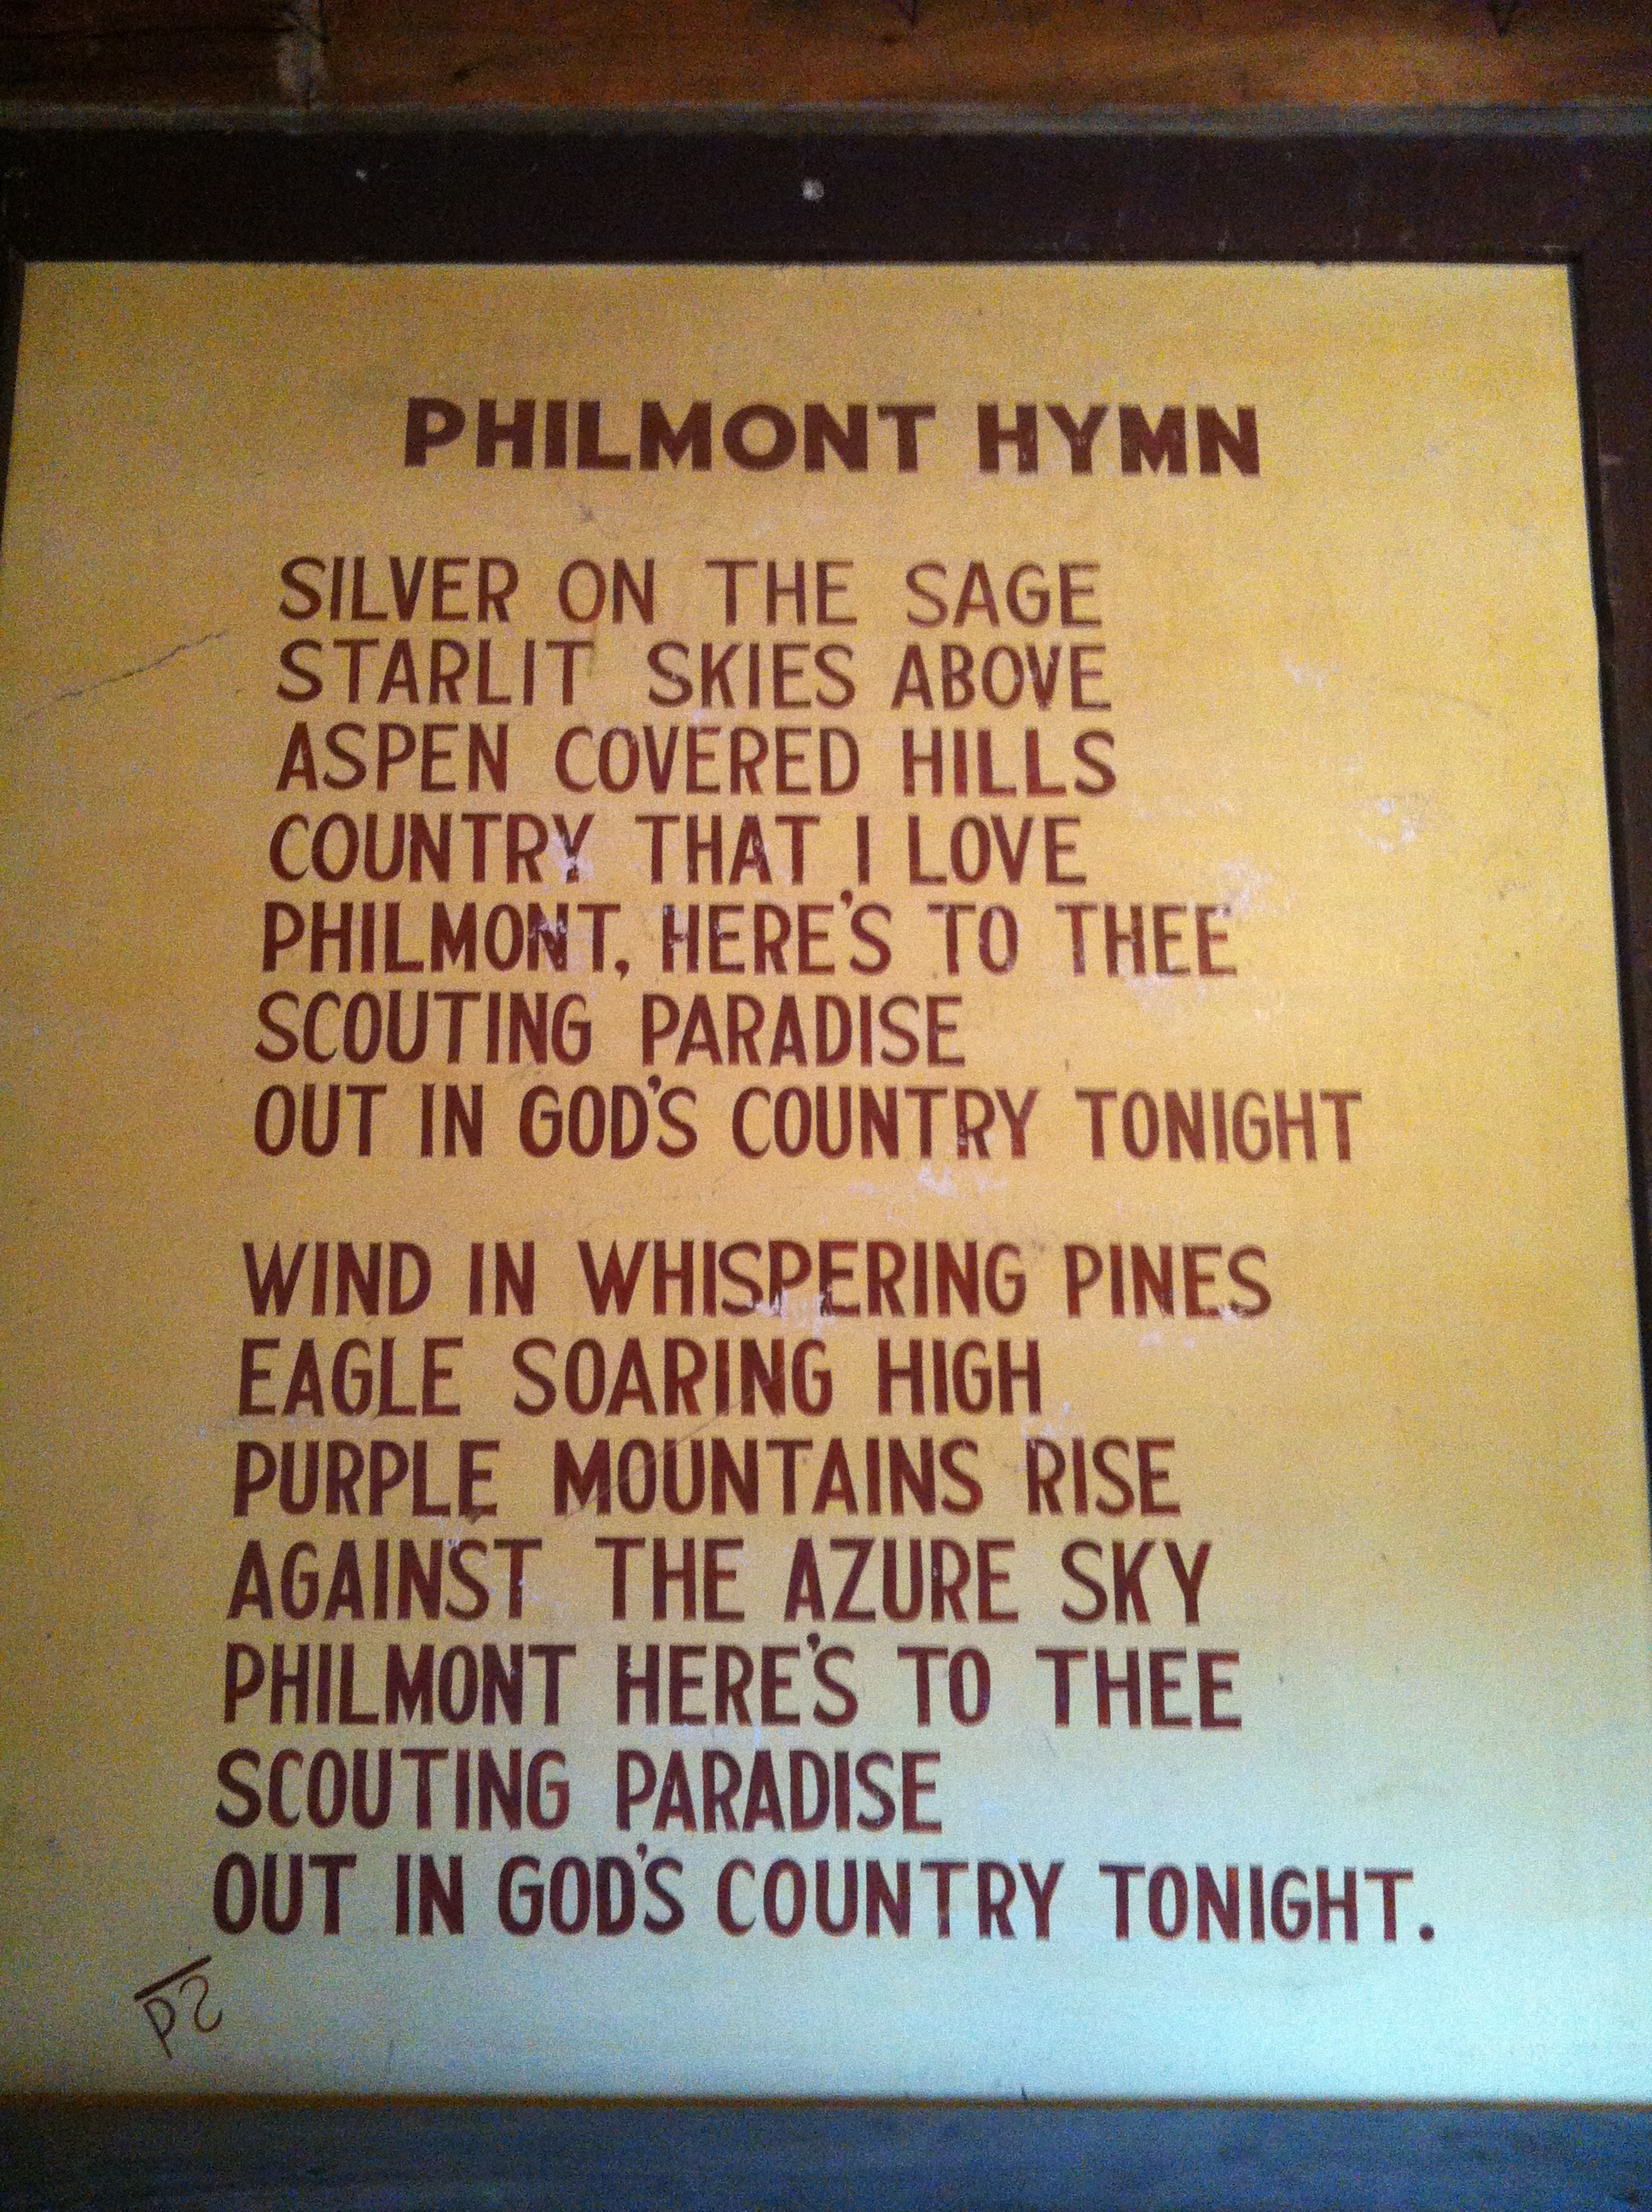 PHILMONT HYMN
SILVER ON THE SAGE
STARLIT SKIES ABOVE
ASPEN COVERED HILLS
COUNTRY THAT I LOVE
PHILMONT, HERE'S TO THEE
SCOUTING PARADISE
OUT IN GOD'S COUNTRY TONIGHT
WIND IN WHISPERING PINES
EAGLE SOARING HIGH
PURPLE MOUNTAINS RISE
AGAINST THE AZURE SKY
PHILMONT HERE'S TO THEE
SCOUTING PARADISE
OUT IN GOD'S COUNTRY TONIGHT.